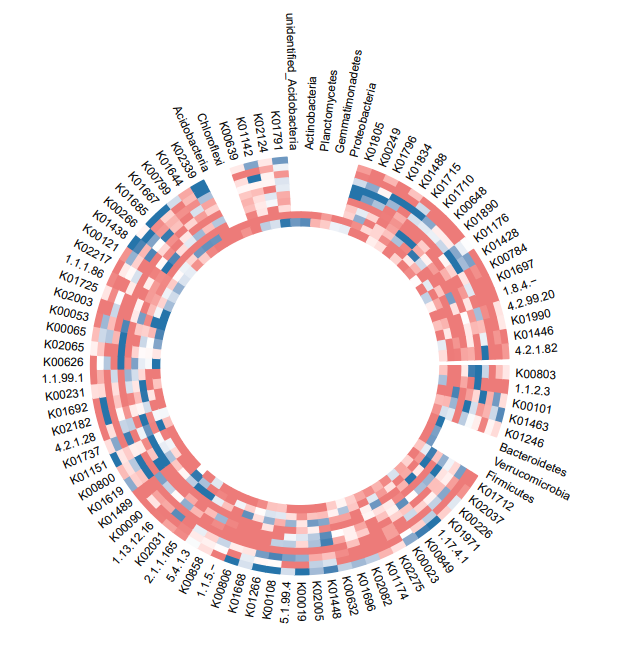 unidentified_Acidobacteria
Actinobacteria
Planctomycetes
Gemmatimonadetes
Proteobacteria
K01805
K00249
K01796
K01834
K01488
K01715
K01710
K00648
K01890
K01176
K01428
K00784
K01697
1.8.4.–
4.2.99.20
K01990
K01446
4.2.1.82
K00803
1.1.2.3
K00101
K01463
K01246
Bacteroidetes
Verrucomicrobia
Firmicutes
K01712
K02037
K00226
K01971
1.17.4.1
K00849
K00023
K02275
K01174
K02082
K01696
K00632
K01448
K02005
K00019
5.1.99.4
K00108
K01266
K01668
K00806
1.1.5.–
K00858
5.4.1.3
2.1.1.165
K02031
1.13.12.16
K00090
K01489
K01619
K00800
K01151
K01737
4.2.1.28
K02182
K01692
K00231
1.1.99.1
K00626
K02065
K00065
K00053
K02003
K01725
1.1.1.86
K02217
K00121
K01438
K00266
K01685
K01667
K00799
K01644
K02339
Acidobacteria
Chloroflexi
K00639
K01142
K02124
K01791